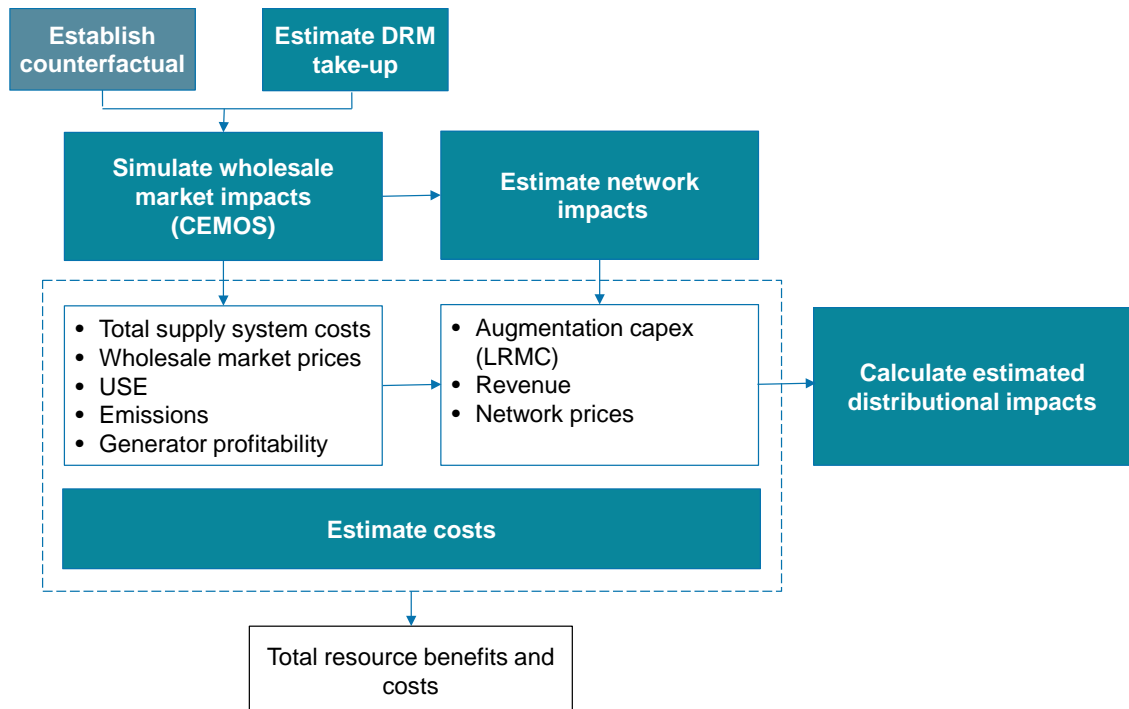 Establish
counterfactual
Estimate DRM
take-up
Simulate wholesale
market impacts
(CEMOS)
Estimate network
impacts
• Total supply system costs
• Wholesale market prices
• USE
• Emissions
• Generator profitability
• Augmentation capex
(LRMC)
• Revenue
• Network prices
Calculate estimated
distributional impacts
Estimate costs
Total resource benefits and
costs